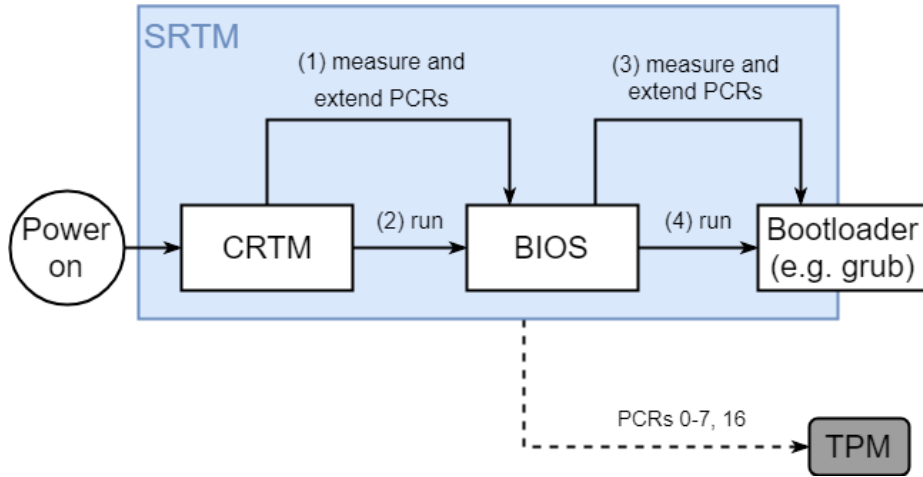 SRTM
(1) measure and
extend PCRs
(3) measure and
extend PCRs
Power
on
CRTM
(2) run
BIOS
(4) run
Bootloader
(e.g. grub)
PCRs 0-7, 16
TPM